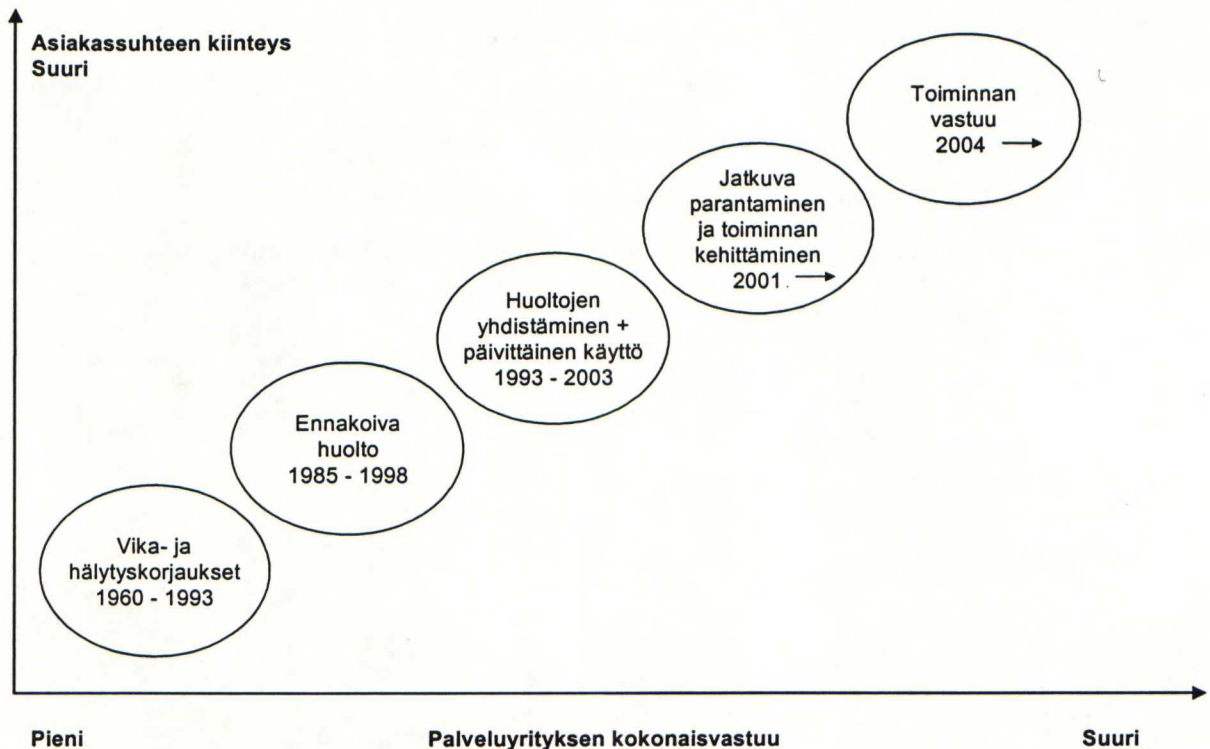 Asiakassuhteen kiinteys
Suuri
Toiminnan
vastuu
2004
Jatkuva
parantaminen
ja toiminnan
kehittäminen
2001
Huoltojen
yhdistäminen +
päivittäinen käyttö
1993 - 2003
Ennakoiva
huolto
1985 - 1998
Vika- ja
hälytyskorjaukset
1960 - 1993
Pieni
Palveluyrityksen kokonaisvastuu
Suuri